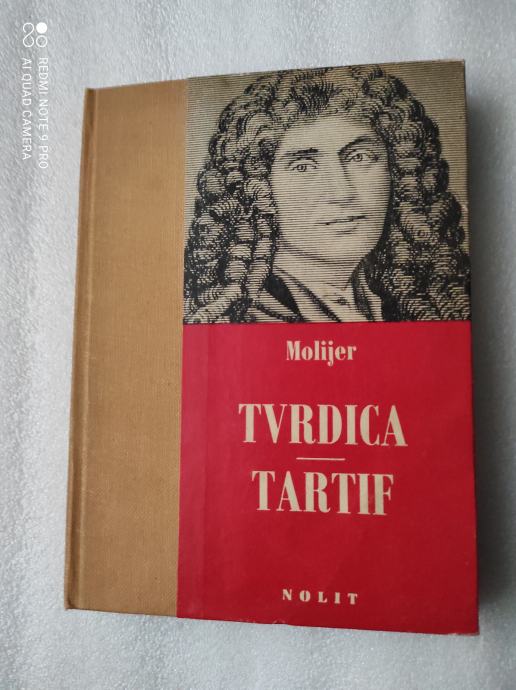 REDMI NOTE 9 PRO
AI QUAD CAMERA
Molijer
TVRDICA
TARTIF
NOLIT